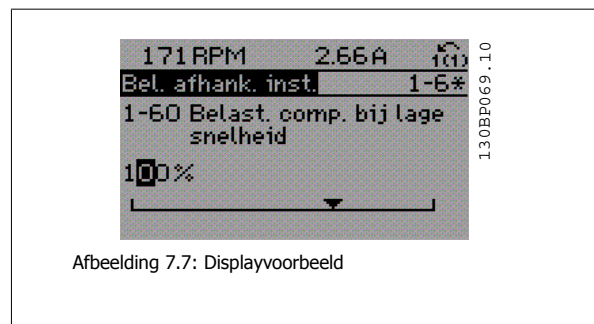 171 RPM 2.66 A 1(1)
Bel. afhank. inst. 1-6*
1-60 Belast. comp. bij lage
snelheid
100%
130BP069.10
Afbeelding 7.7: Displayvoorbeeld